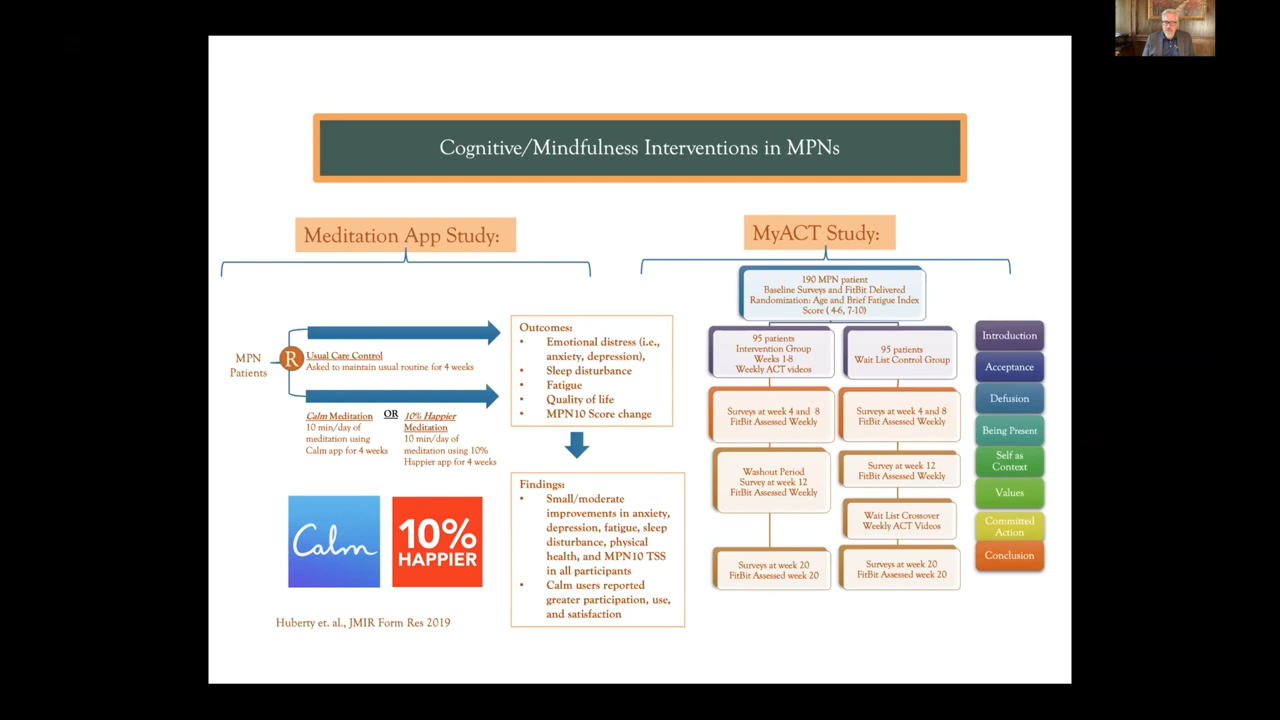 Cognitive/Mindfulness Interventions in MPNs
Meditation App Study:
MPN
Patients
R
Usual Care Control
Asked to maintain usual routine for 4 weeks
Calm Meditation
10 min/day of
meditation using
Calm app for 4 weeks
OR
10% Happier
Meditation
10 min/day of
meditation using 10%
Happier app for 4 weeks
Calm
10%
HAPPIER
Huberty et. al., JMIR Form Res 2019
Outcomes:
• Emotional distress (i.e.,
anxiety, depression),
• Sleep disturbance
• Fatigue
• Quality of life
• MPN10 Score change
Findings:
• Small/moderate
improvements in anxiety,
depression, fatigue, sleep
disturbance, physical
health, and MPN10 TSS
in all participants
• Calm users reported
greater participation, use,
and satisfaction
MyACT Study:
190 MPN patient
Baseline Surveys and FitBit Delivered
Randomization: Age and Brief Fatigue Index
Score ( 4-6, 7-10)
95 patients
Intervention Group
Weeks 1-8
Weekly ACT videos
Surveys at week 4 and 8
FitBit Assessed Weekly
Washout Period
Survey at week 12
FitBit Assessed Weekly
Surveys at week 20
FitBit Assessed week 20
95 patients
Wait List Control Group
Surveys at week 4 and 8
FitBit Assessed Weekly
Survey at week 12
FitBit Assessed Weekly
Wait List Crossover
Weekly ACT Videos
Surveys at week 20
FitBit Assessed week 20
Introduction
Acceptance
Defusion
Being Present
Self as
Context
Values
Committed
Action
Conclusion